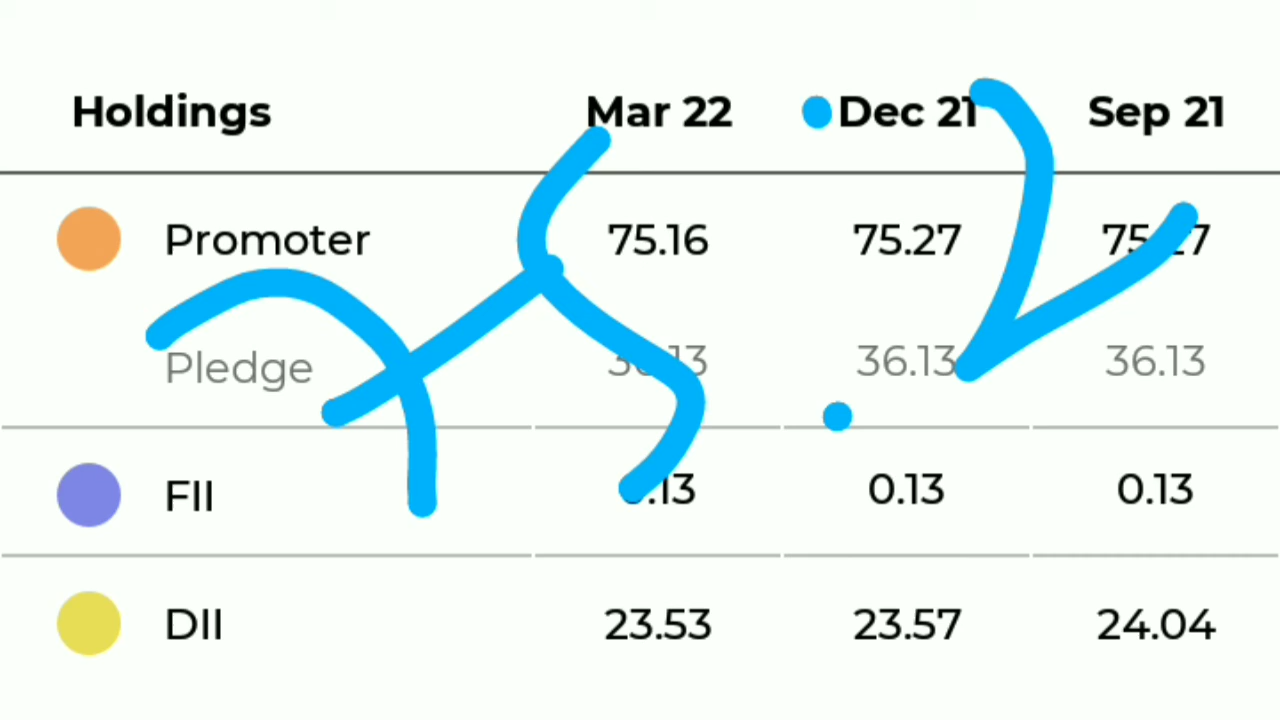 Holdings Mar 22 Dec 21 Sep 21
Promoter 75.16 75.27 75.27
Pledge 36.13 36.13
FII 0.13 0.13
DII 23.53 23.57 24.04